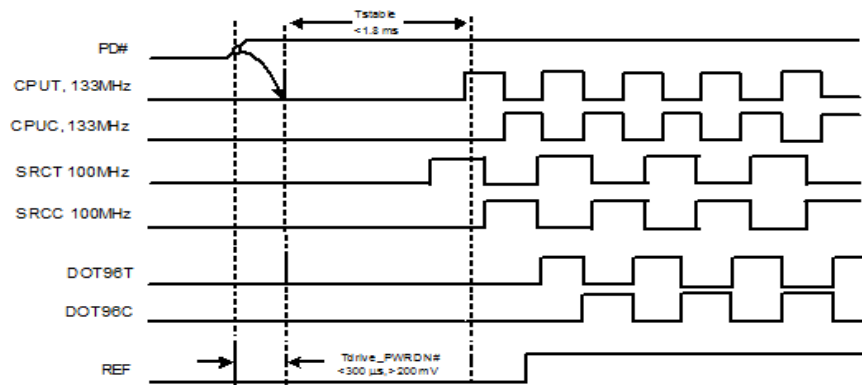 Tstable
<1.8 ms
PD#
CPUT, 133MHz
CPUC, 133MHz
SRCT 100MHz
SRCC 100MHz
DOT96T
DOT96C
Tdrive_PWRDN#
<300 µs, >200 mV
REF